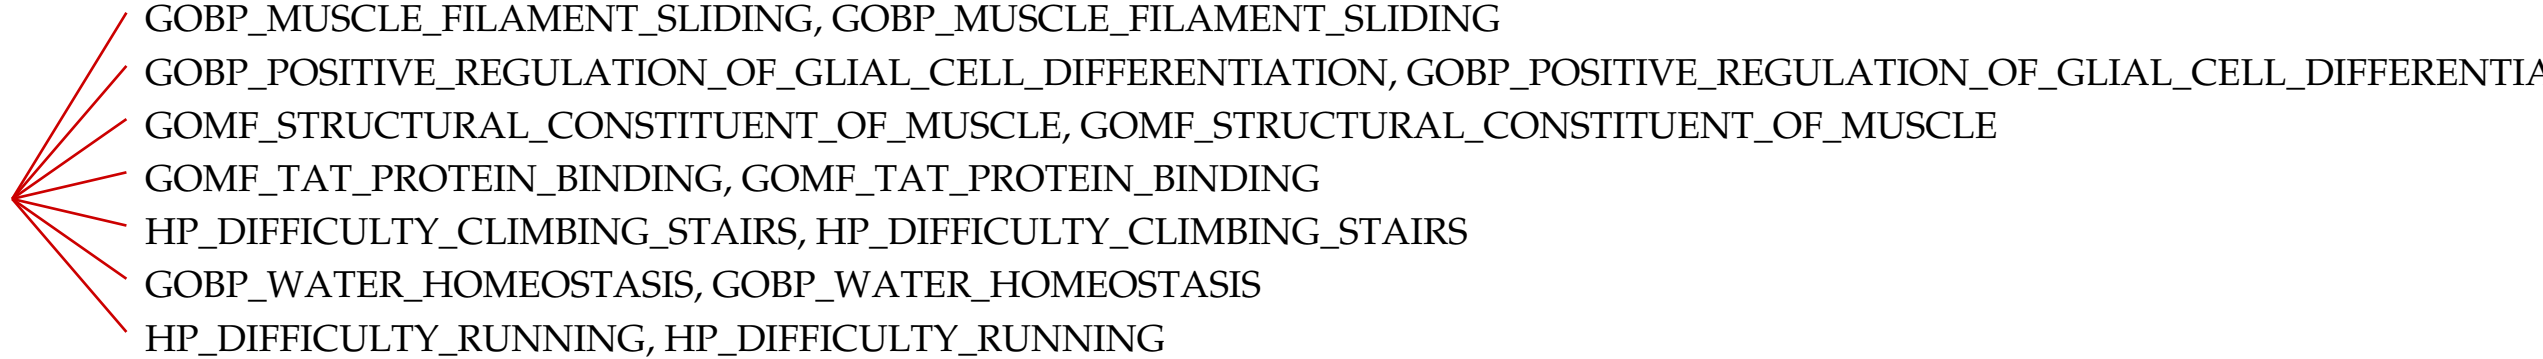 GOBP_MUSCLE_FILAMENT_SLIDING, GOBP_MUSCLE_FILAMENT_SLIDING
GOBP_POSITIVE_REGULATION_OF_GLIAL_CELL_DIFFERENTIATION, GOBP_POSITIVE_REGULATION_OF_GLIAL_CELL_DIFFERENTIA
GOMF_STRUCTURAL_CONSTITUENT_OF_MUSCLE, GOMF_STRUCTURAL_CONSTITUENT_OF_MUSCLE
GOMF_TAT_PROTEIN_BINDING, GOMF_TAT_PROTEIN_BINDING
HP_DIFFICULTY_CLIMBING_STAIRS, HP_DIFFICULTY_CLIMBING_STAIRS
GOBP_WATER_HOMEOSTASIS, GOBP_WATER_HOMEOSTASIS
HP_DIFFICULTY_RUNNING, HP_DIFFICULTY_RUNNING